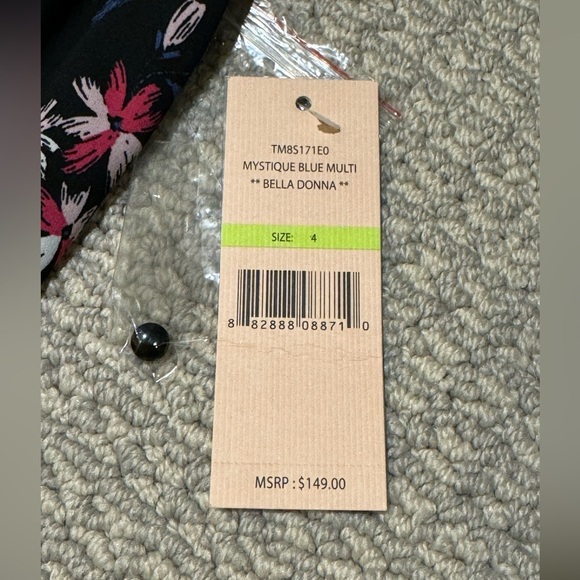 TM8S171E0
MYSTIQUE BLUE MULTI
** BELLA DONNA **
SIZE: 4
8 82888 08871 0
MSRP : $149.00